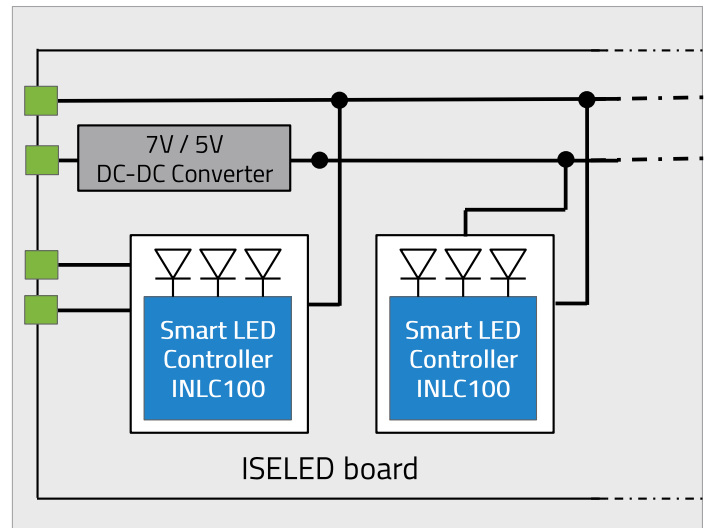 7V / 5V
DC-DC Converter
Smart LED
Controller
INLC100
Smart LED
Controller
INLC100
ISELED board